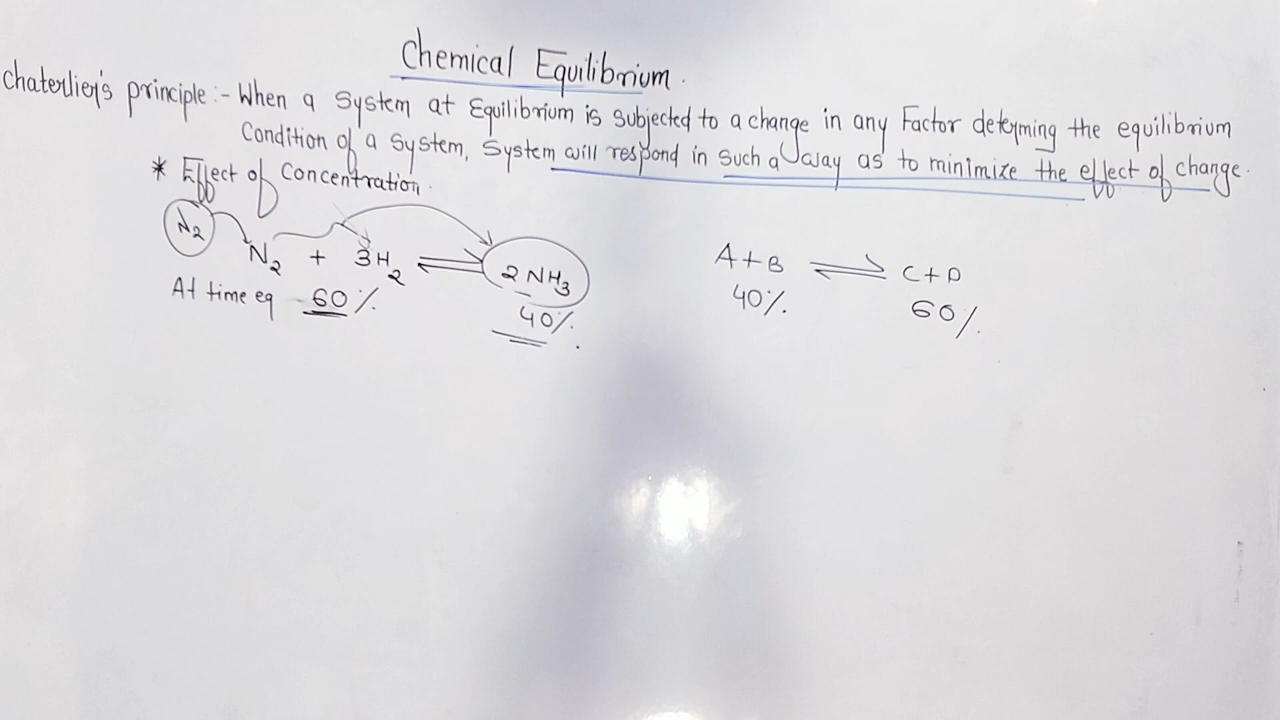 Chemical Equilibrium.
Chaterlier's principle :- When a System at Equilibrium is subjected to a change in any Factor determing the equilibrium
Condition of a System, System will respond in such a way as to minimize the effect of change.
* Effect of Concentration.
N₂
N₂ + 3H₂ ⇌ 2NH₃
At time eq 60% 40%.
A+B ⇌ C+D
40%. 60%.